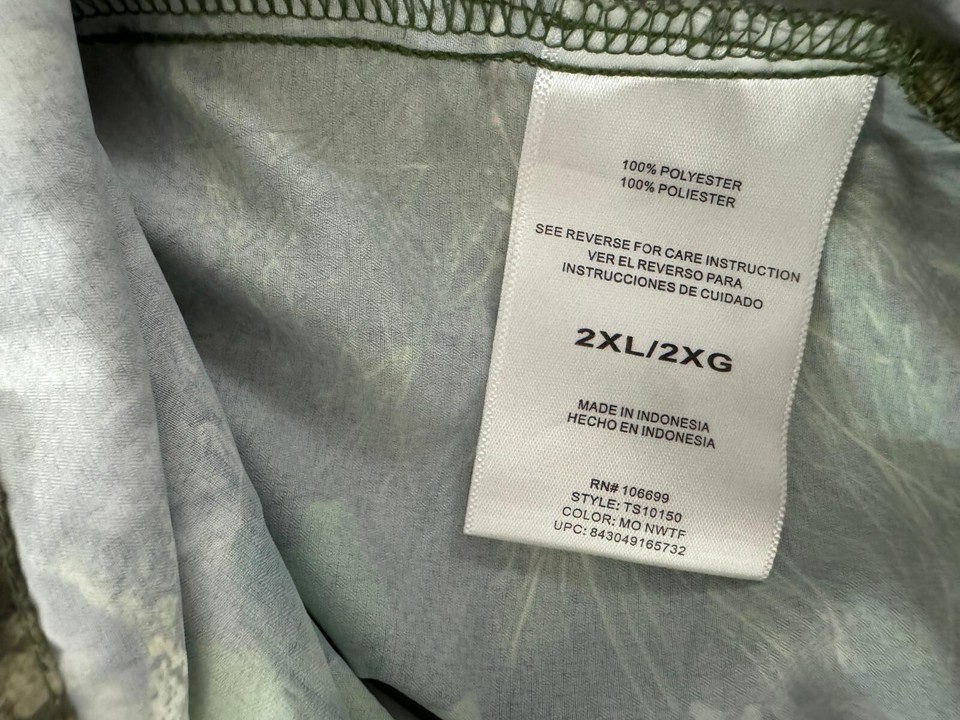 100% POLYESTER
100% POLIESTER
SEE REVERSE FOR CARE INSTRUCTION
VER EL REVERSO PARA
INSTRUCCIONES DE CUIDADO
2XL/2XG
MADE IN INDONESIA
HECHO EN INDONESIA
RN# 106699
STYLE: TS10150
COLOR: MO NWTF
UPC: 843049165732